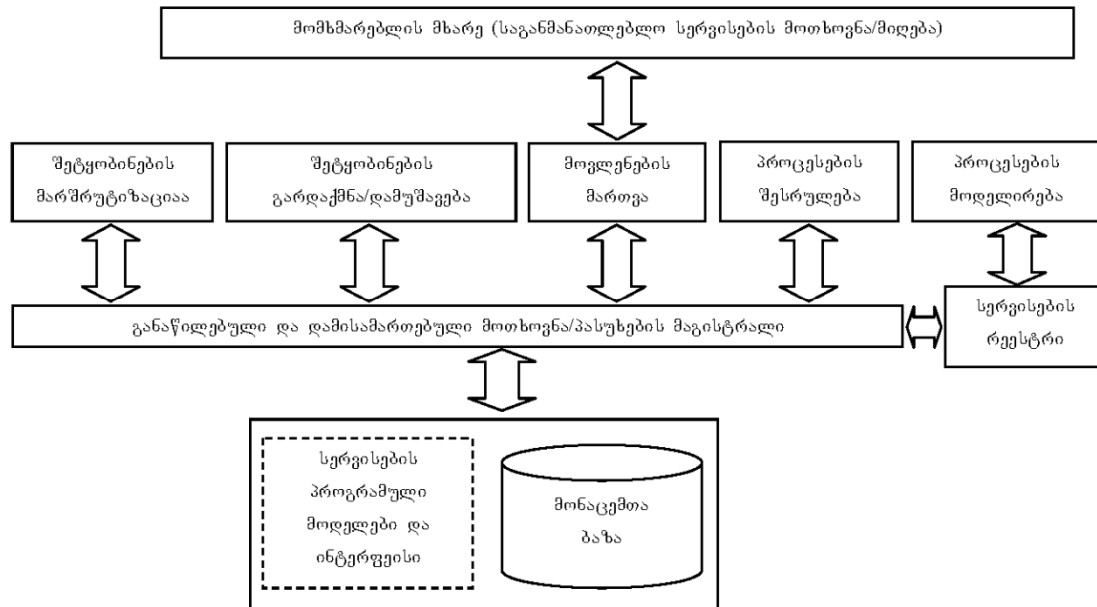 მომხმარებლის მხარე (საგანმანათლებლო სერვისების მოთხოვნა/მიღება)
შეტყობინების
მარშრუტიზაციაა
შეტყობინების
გარდაქმნა/დამუშავება
მოვლენების
მართვა
პროცესების
შესრულება
პროცესების
მოდელირება
განაწილებული და დამისამართებული მოთხოვნა/პასუხების მაგისტრალი
სერვისების
რეესტრი
სერვისების
პროგრამული
მოდელები და
ინტერფეისი
მონაცემთა
ბაზა